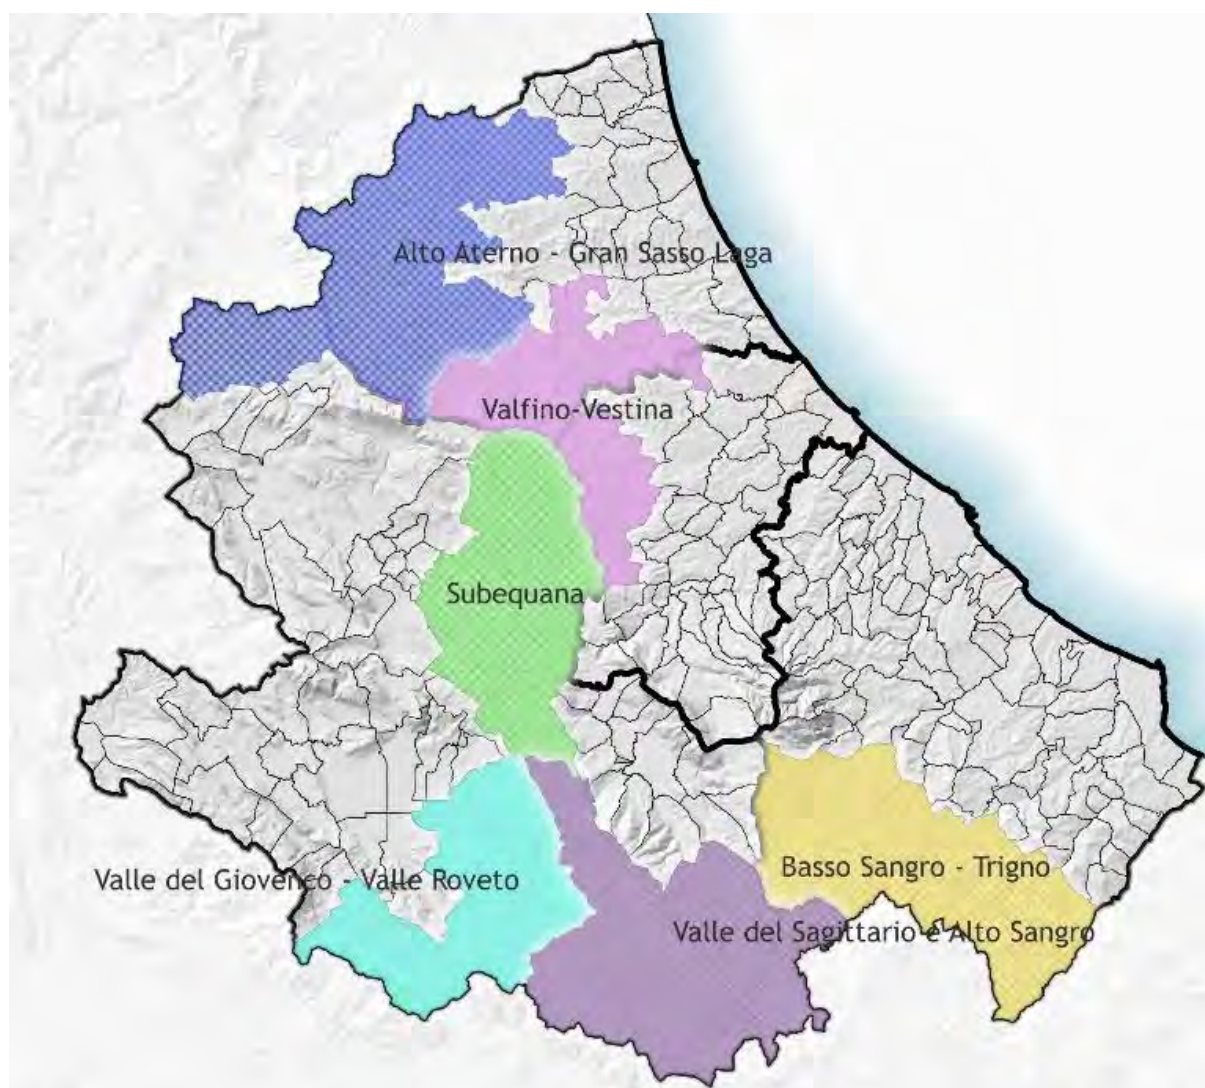 Alto Aterno - Gran Sasso Laga
Valfino-Vestina
Subequana
Basso Sangro - Trigno
Valle del Giovenco - Valle Roveto
Valle del Sagittario e Alto Sangro